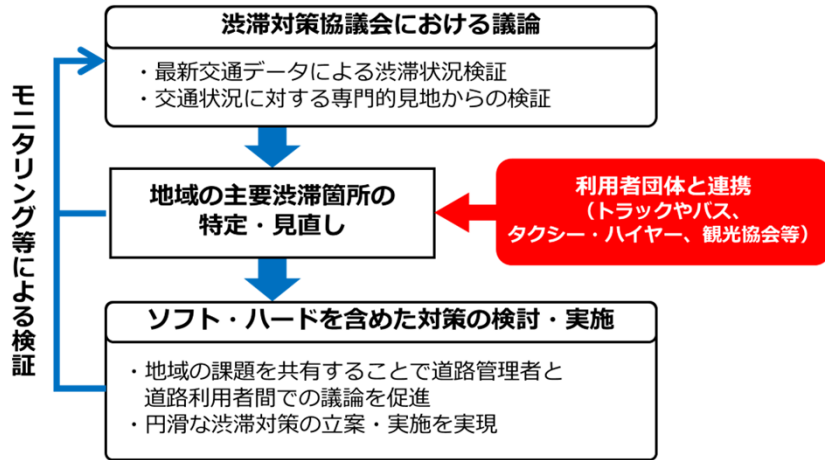 渋滞対策協議会における議論
・最新交通データによる渋滞状況検証
・交通状況に対する専門的見地からの検証
モニタリング等による検証
地域の主要渋滞箇所の
特定・見直し
利用者団体と連携
（トラックやバス、
タクシー・ハイヤー、観光協会等）
ソフト・ハードを含めた対策の検討・実施
・地域の課題を共有することで道路管理者と
道路利用者間での議論を促進
・円滑な渋滞対策の立案・実施を実現